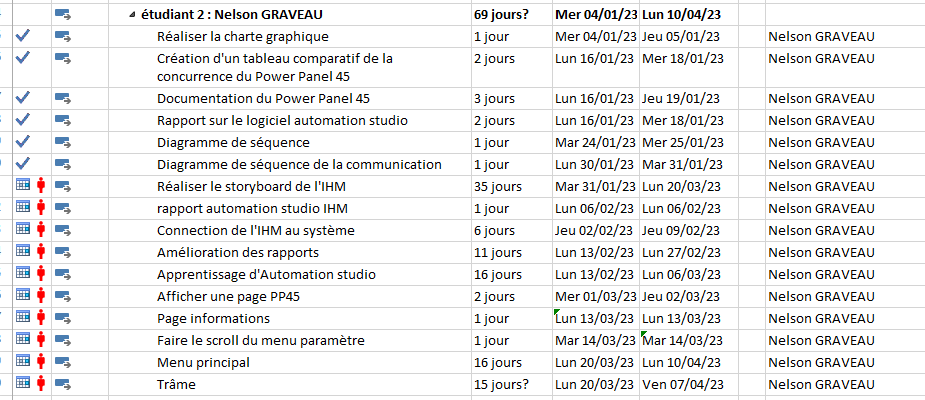 étudiant 2 : Nelson GRAVEAU 69 jours? Mer 04/01/23 Lun 10/04/23
Réaliser la charte graphique 1 jour Mer 04/01/23 Jeu 05/01/23 Nelson GRAVEAU
Création d'un tableau comparatif de la 2 jours Lun 16/01/23 Mer 18/01/23 Nelson GRAVEAU
concurrence du Power Panel 45
Documentation du Power Panel 45 3 jours Lun 16/01/23 Jeu 19/01/23 Nelson GRAVEAU
Rapport sur le logiciel automation studio 2 jours Lun 16/01/23 Mer 18/01/23 Nelson GRAVEAU
Diagramme de séquence 1 jour Mar 24/01/23 Mer 25/01/23 Nelson GRAVEAU
Diagramme de séquence de la communication 1 jour Lun 30/01/23 Mar 31/01/23 Nelson GRAVEAU
Réaliser le storyboard de l'IHM 35 jours Mar 31/01/23 Lun 20/03/23 Nelson GRAVEAU
rapport automation studio IHM 1 jour Lun 06/02/23 Lun 06/02/23 Nelson GRAVEAU
Connection de l'IHM au système 6 jours Jeu 02/02/23 Jeu 09/02/23 Nelson GRAVEAU
Amélioration des rapports 11 jours Lun 13/02/23 Lun 27/02/23 Nelson GRAVEAU
Apprentissage d'Automation studio 16 jours Lun 13/02/23 Lun 06/03/23 Nelson GRAVEAU
Afficher une page PP45 2 jours Mer 01/03/23 Jeu 02/03/23 Nelson GRAVEAU
Page informations 1 jour Lun 13/03/23 Lun 13/03/23 Nelson GRAVEAU
Faire le scroll du menu paramètre 1 jour Mar 14/03/23 Mar 14/03/23 Nelson GRAVEAU
Menu principal 16 jours Lun 20/03/23 Lun 10/04/23 Nelson GRAVEAU
Trâme 15 jours? Lun 20/03/23 Ven 07/04/23 Nelson GRAVEAU